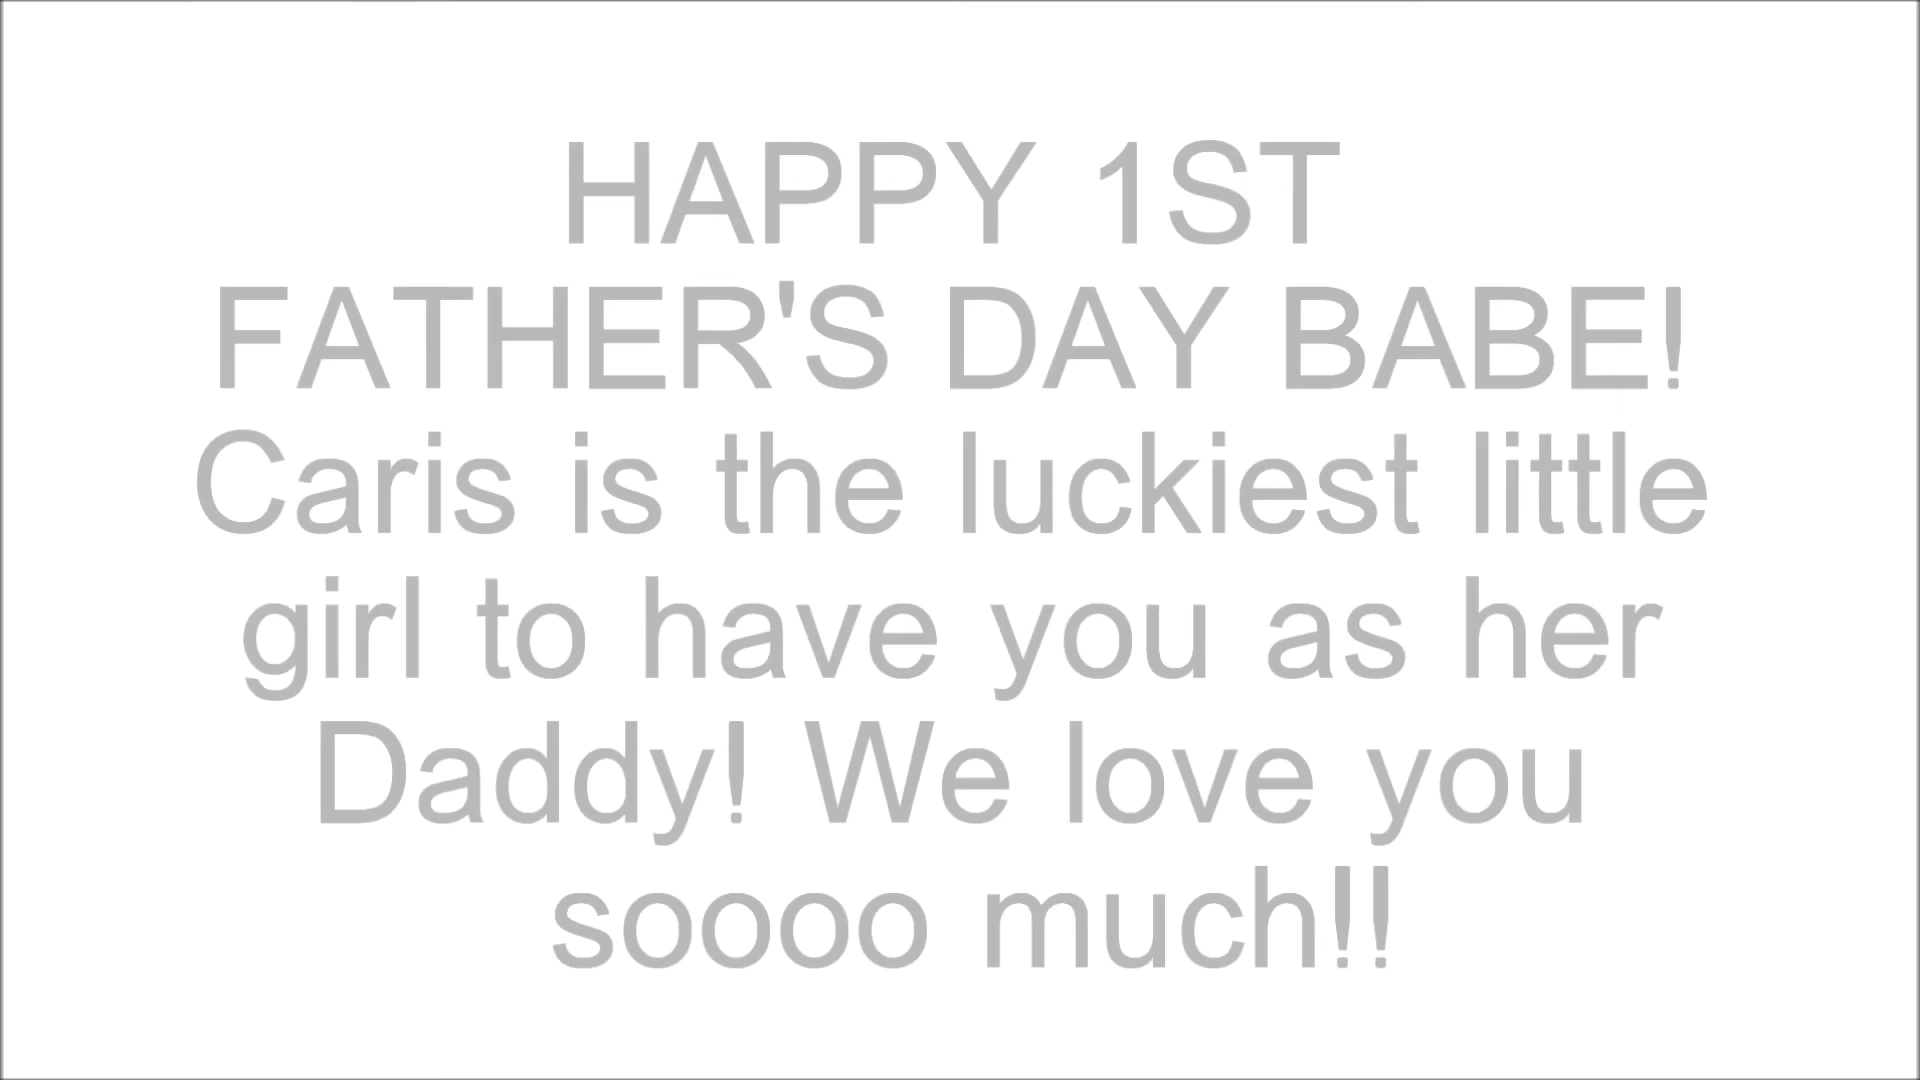 HAPPY 1ST
FATHER'S DAY BABE!
Caris is the luckiest little
girl to have you as her
Daddy! We love you
soooo much!!